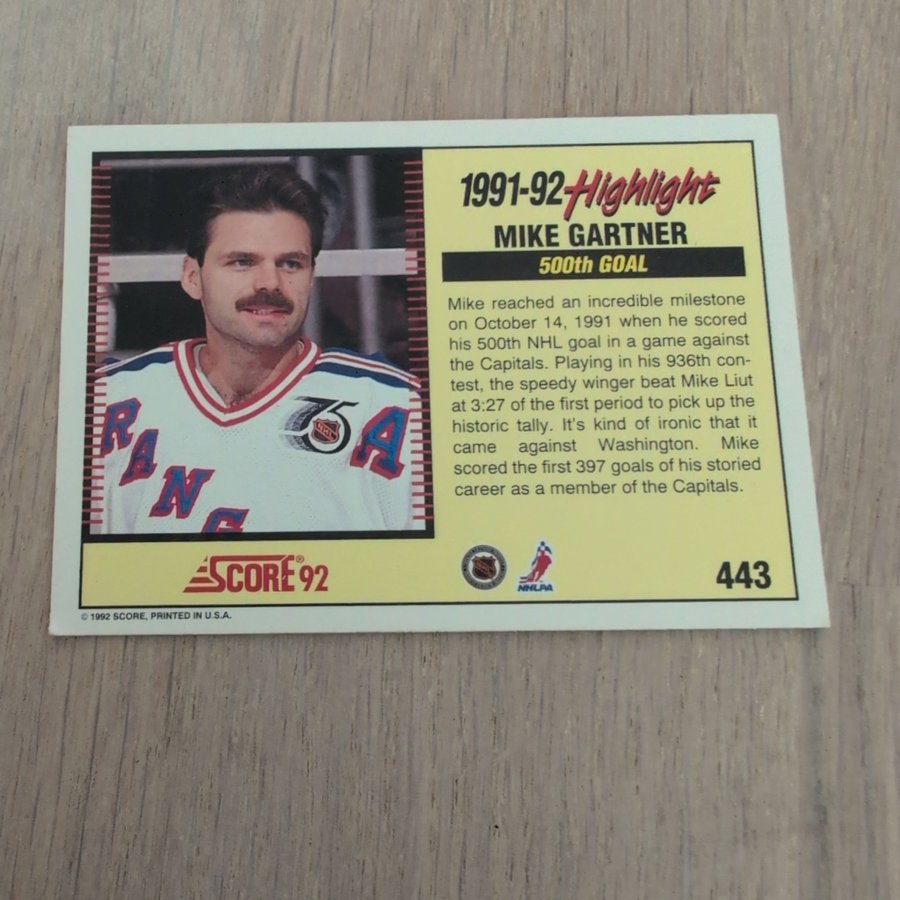 1991-92 Highlight
MIKE GARTNER
500th GOAL
Mike reached an incredible milestone
on October 14, 1991 when he scored
his 500th NHL goal in a game against
the Capitals. Playing in his 936th con-
test, the speedy winger beat Mike Liut
at 3:27 of the first period to pick up the
historic tally. It's kind of ironic that it
came against Washington. Mike
scored the first 397 goals of his storied
career as a member of the Capitals.
75
NHL
A
RANG
SCORE® 92
NHLPA
443
© 1992 SCORE, PRINTED IN U.S.A.